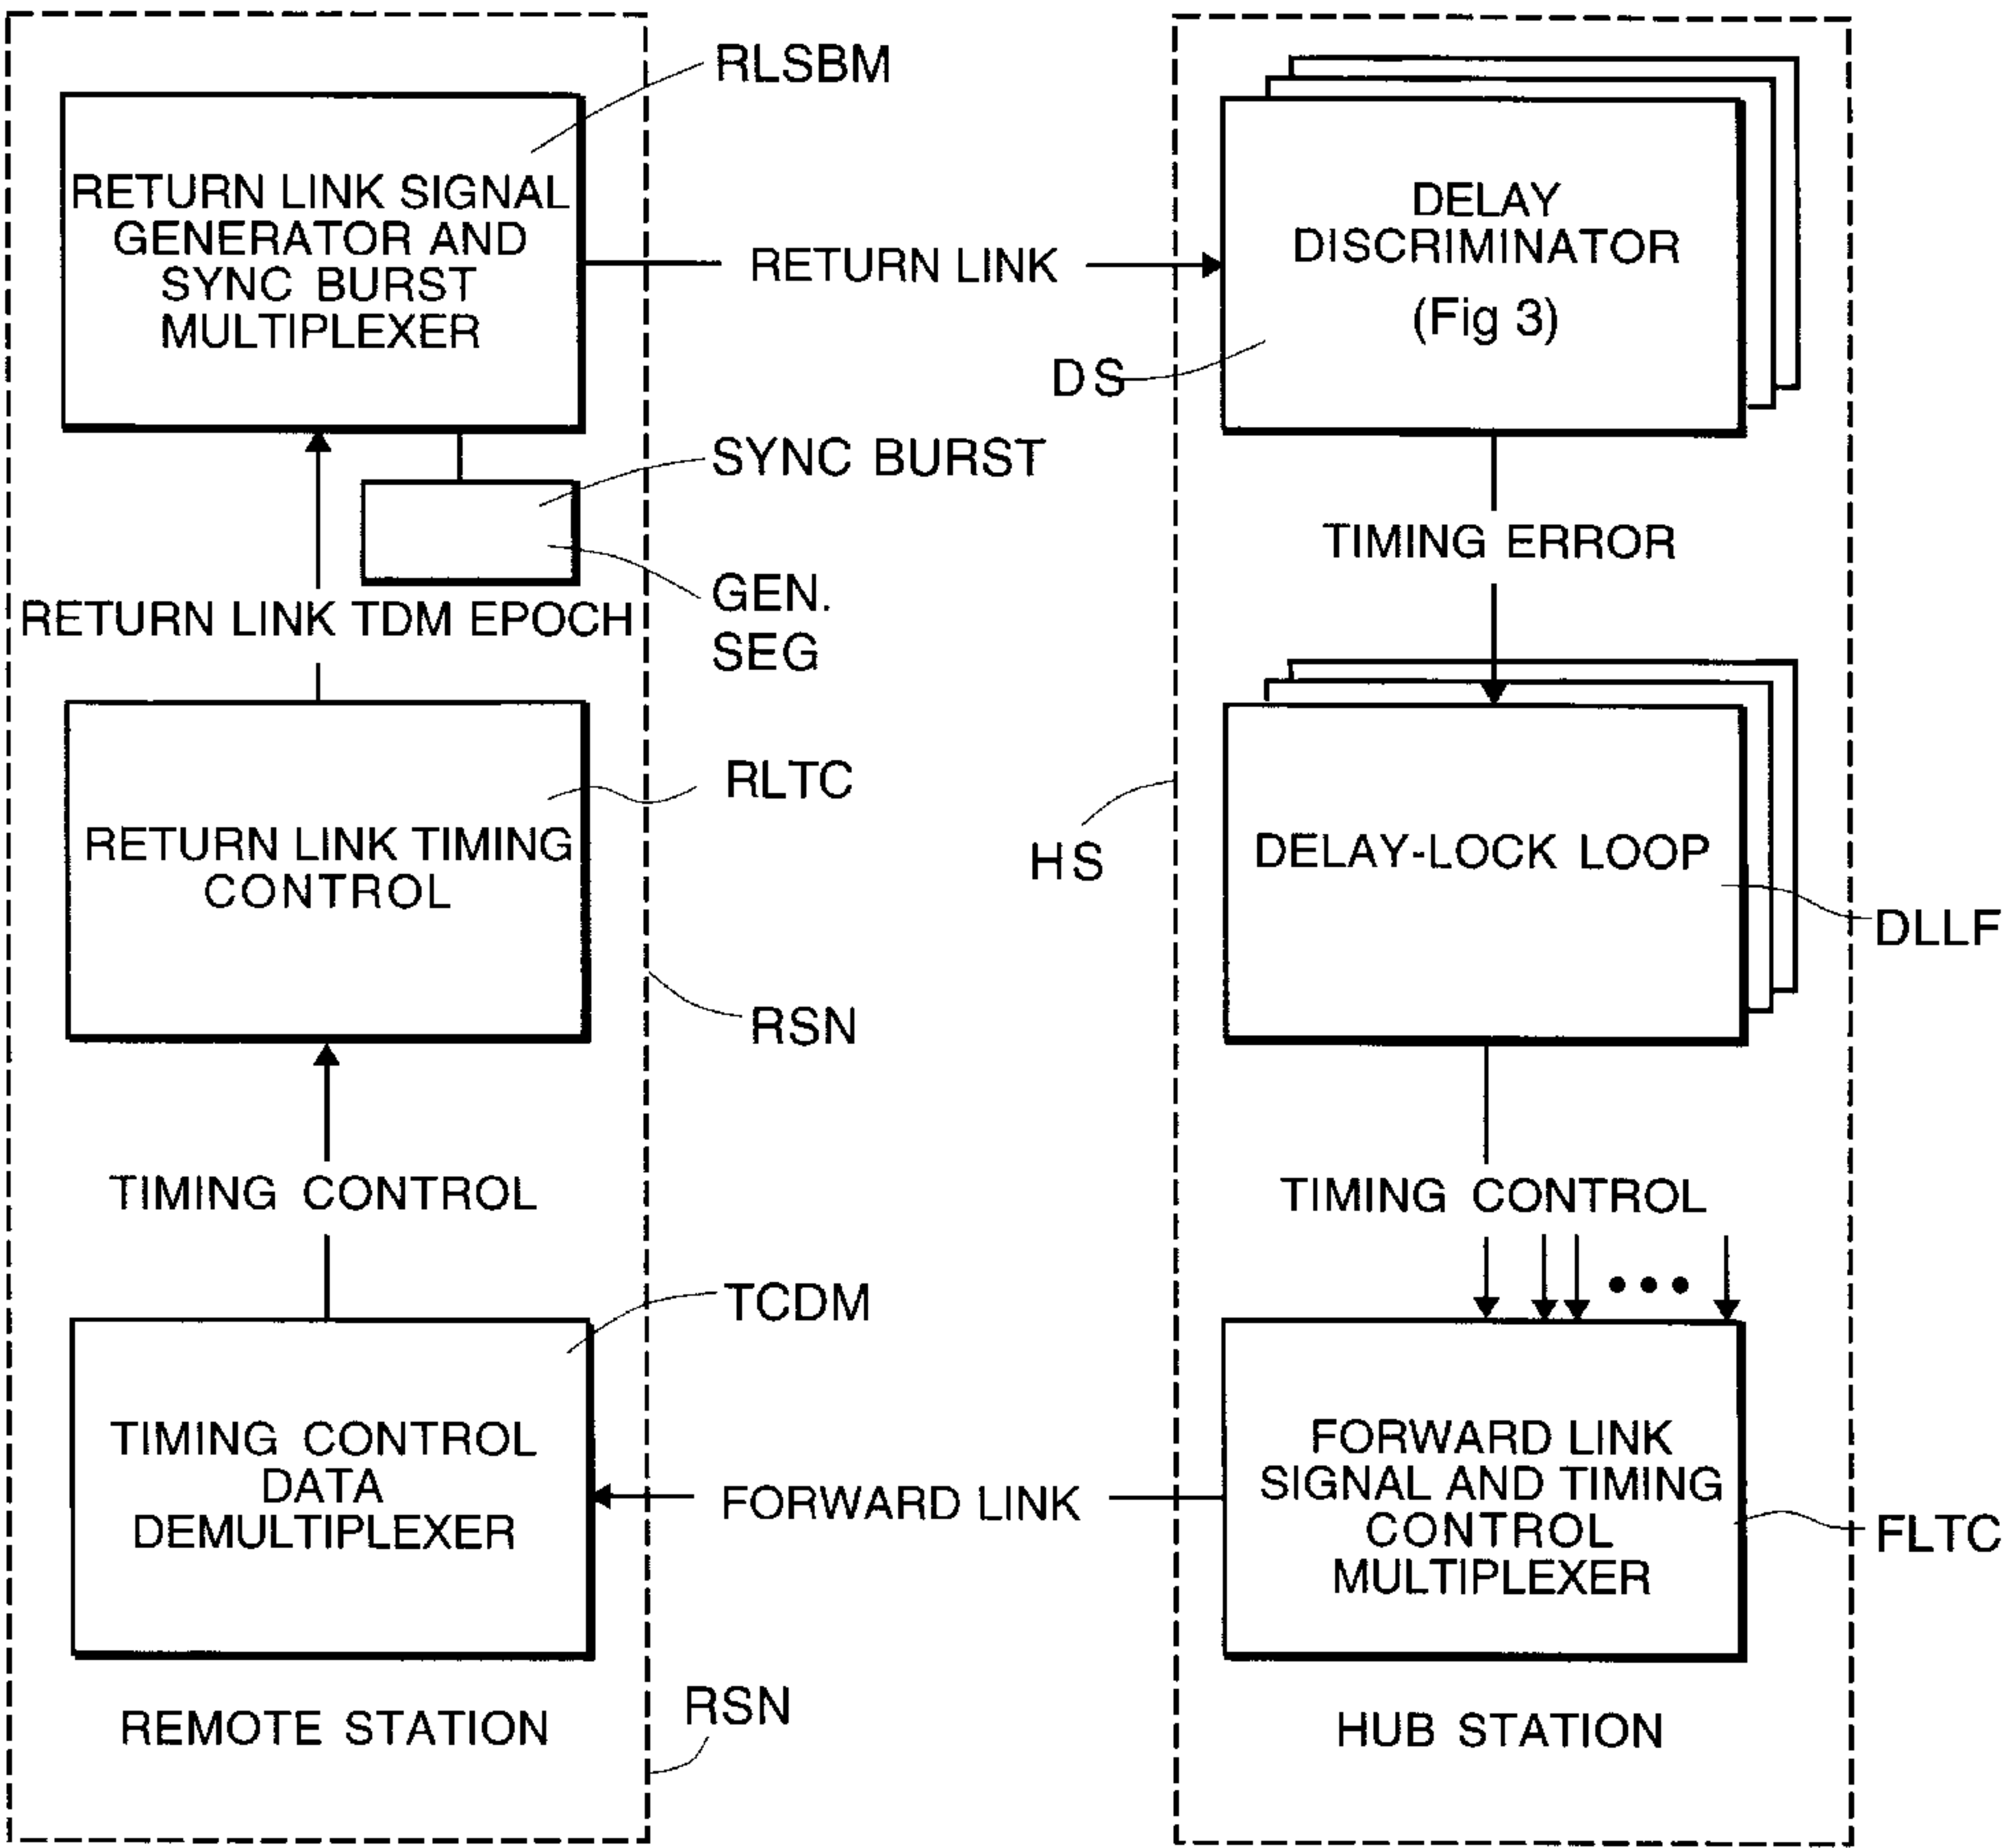 RLSBM
RETURN LINK SIGNAL
GENERATOR AND
SYNC BURST
MULTIPLEXER
RETURN LINK
DELAY
DISCRIMINATOR
(Fig 3)
DS
SYNC BURST
GEN.
SEG
TIMING ERROR
RETURN LINK TDM EPOCH
RLTC
RETURN LINK TIMING
CONTROL
RSN
HS
DELAY-LOCK LOOP
DLLF
TIMING CONTROL
TIMING CONTROL
TCDM
TIMING CONTROL
DATA
DEMULTIPLEXER
FORWARD LINK
FORWARD LINK
SIGNAL AND TIMING
CONTROL
MULTIPLEXER
FLTC
REMOTE STATION
RSN
HUB STATION